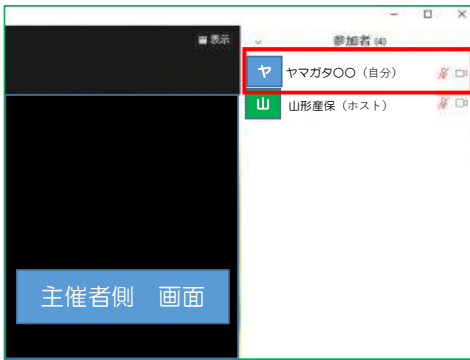 表示
参加者 (4)
ヤ ヤマガタ〇〇（自分）
山 山形産保（ホスト）
主催者側 画面